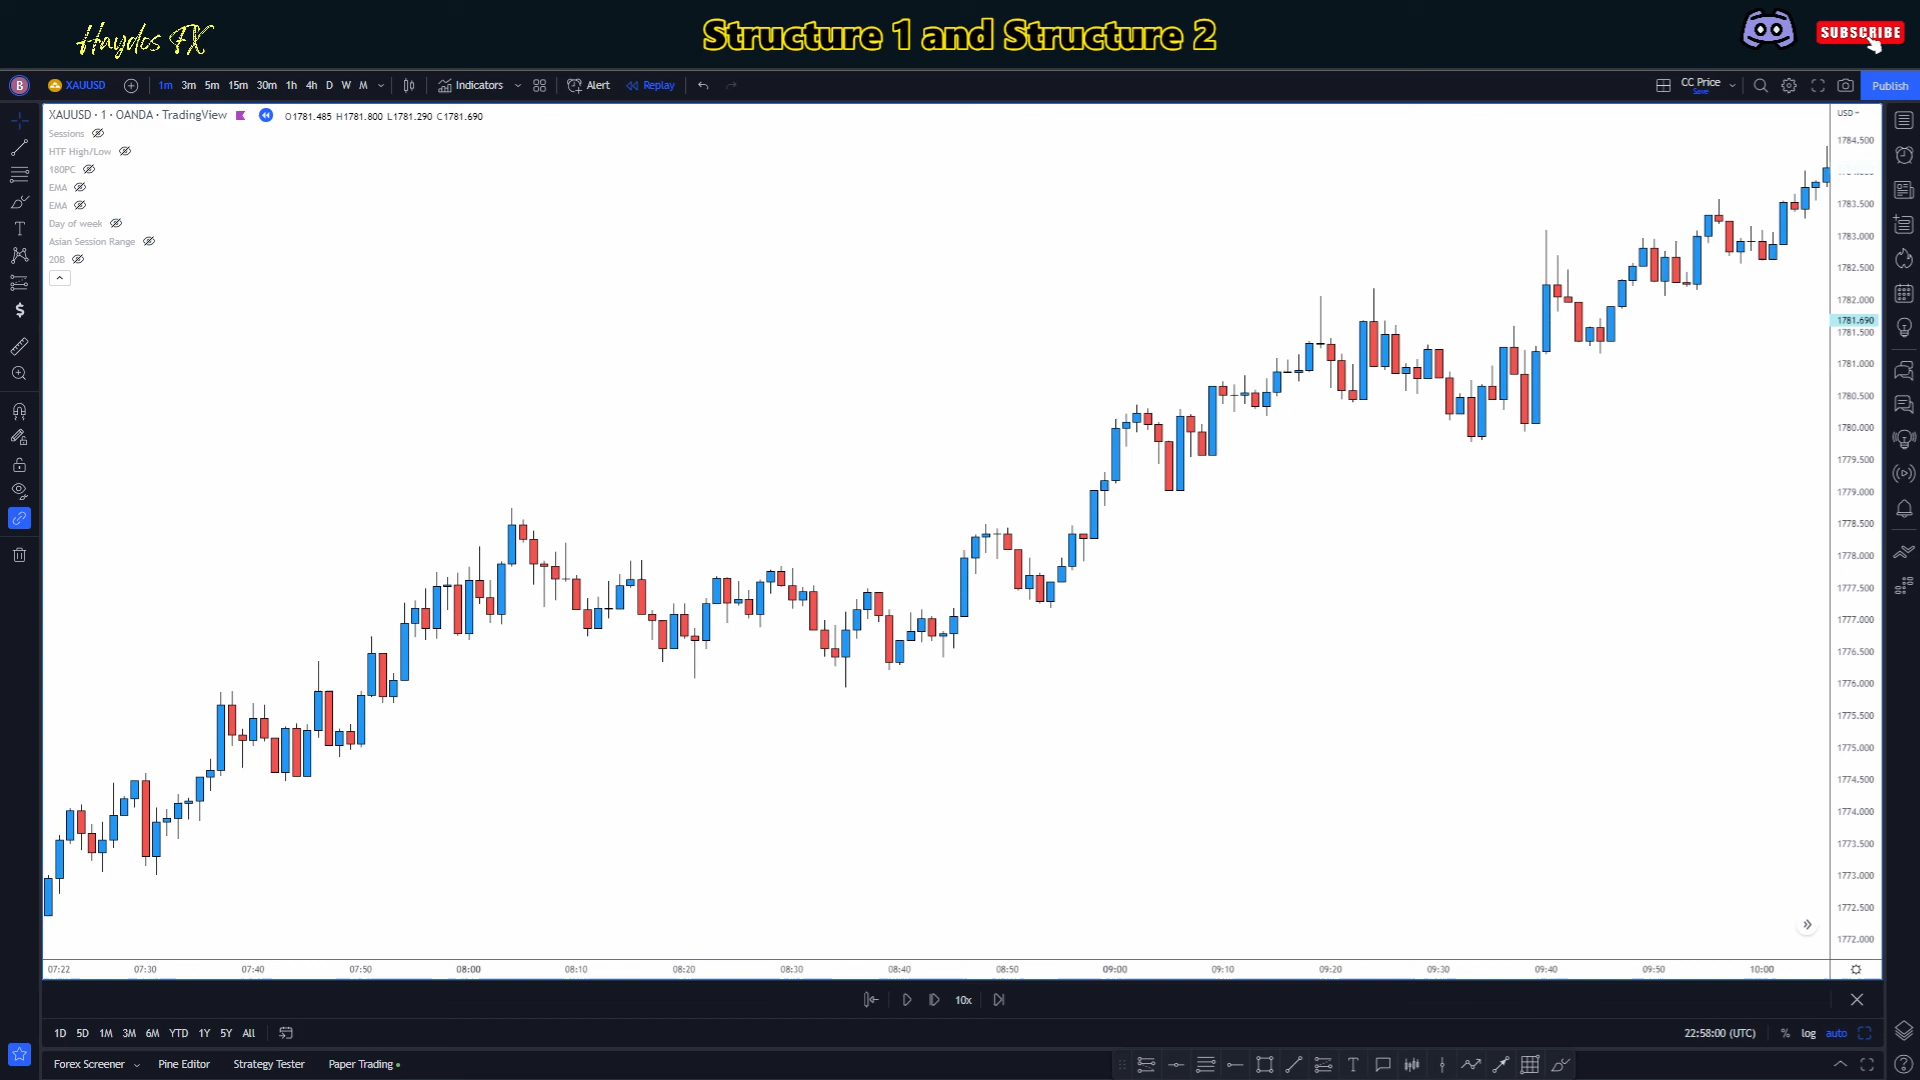 Haydos FX
Structure 1 and Structure 2
SUBSCRIBE
B
XAUUSD
1m 3m 5m 15m 30m 1h 4h D W M
Indicators
Alert
Replay
CC Price
Save
Publish
XAUUSD · 1 · OANDA · TradingView
O1781.485 H1781.800 L1781.290 C1781.690
Sessions
HTF High/Low
180PC
EMA
EMA
Day of week
Asian Session Range
20B
USD
1784.500
1783.500
1783.000
1782.500
1782.000
1781.690
1781.500
1781.000
1780.500
1780.000
1779.500
1779.000
1778.500
1778.000
1777.500
1777.000
1776.500
1776.000
1775.500
1775.000
1774.500
1774.000
1773.500
1773.000
1772.500
1772.000
07:22 07:30 07:40 07:50 08:00 08:10 08:20 08:30 08:40 08:50 09:00 09:10 09:20 09:30 09:40 09:50 10:00
10x
1D 5D 1M 3M 6M YTD 1Y 5Y All
22:58:00 (UTC)
% log auto
Forex Screener
Pine Editor
Strategy Tester
Paper Trading